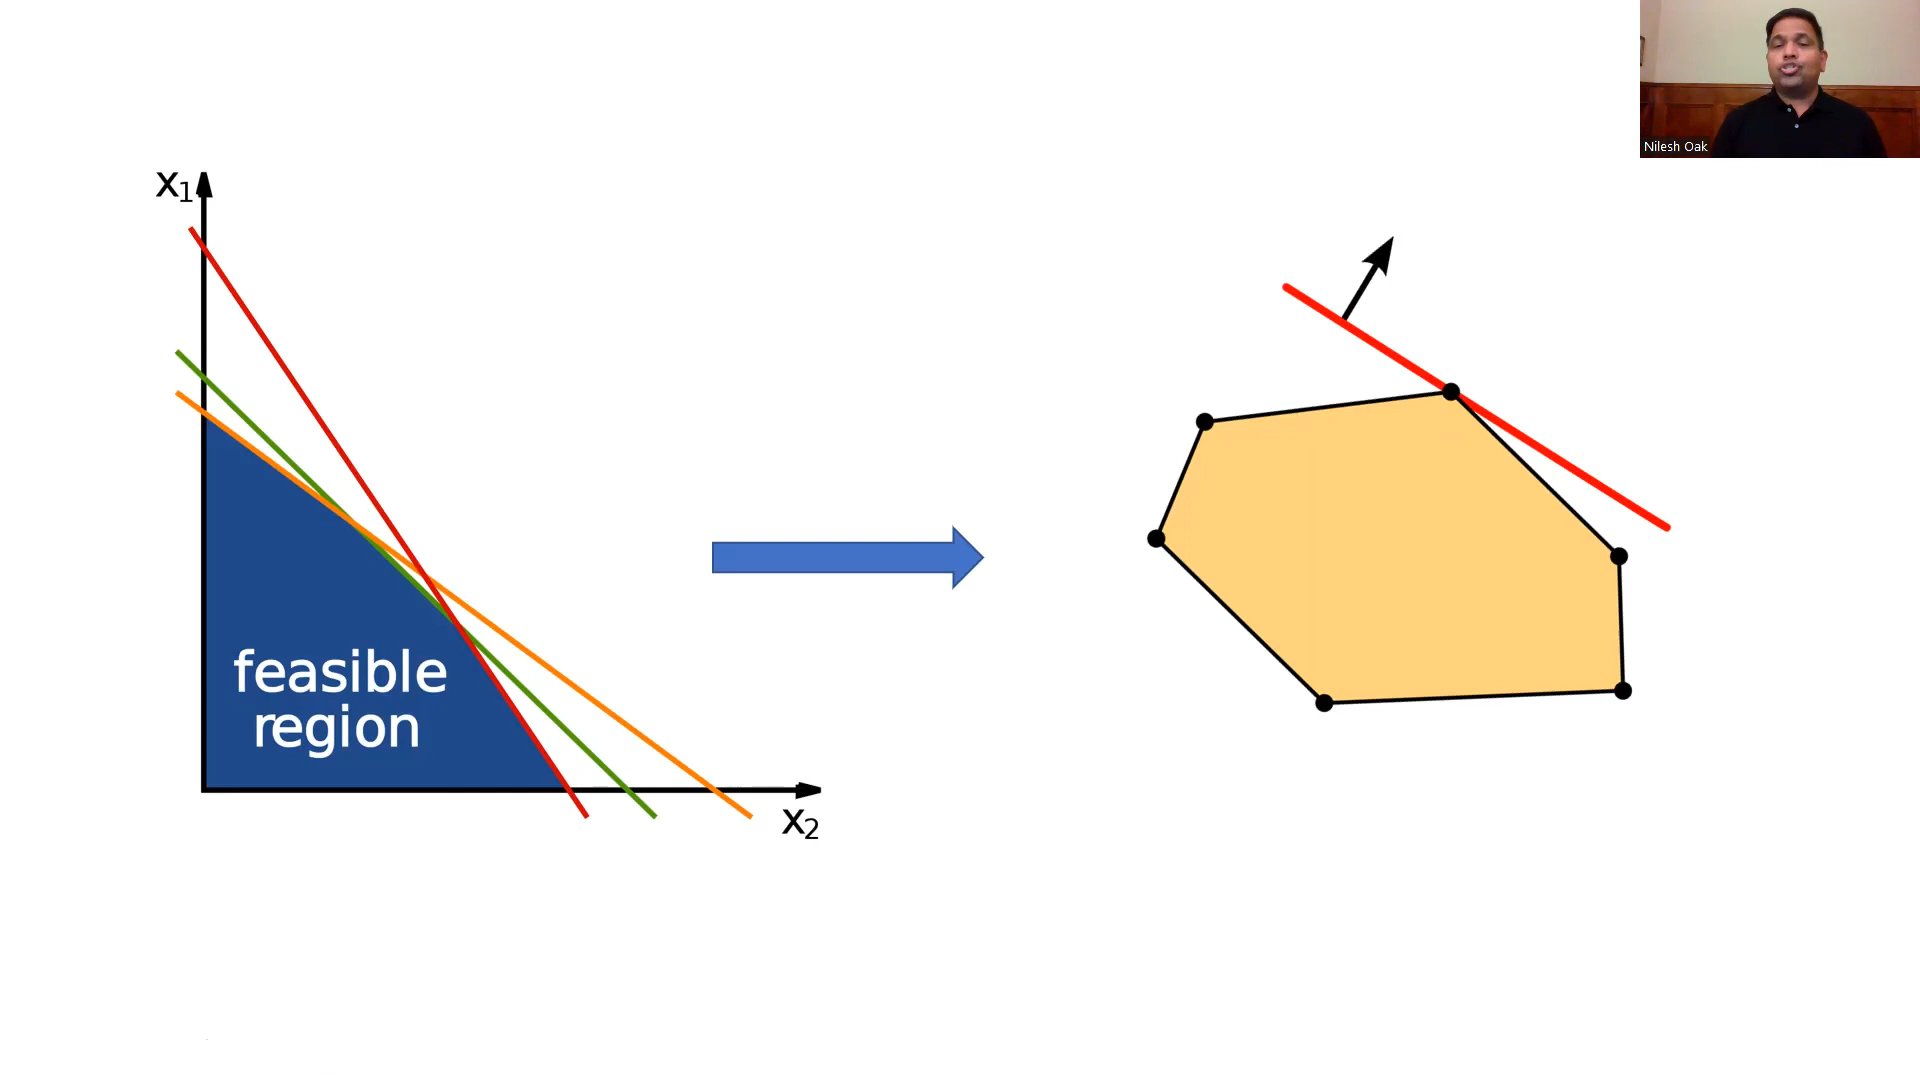 Nilesh Oak
x₁
feasible
region
x₂